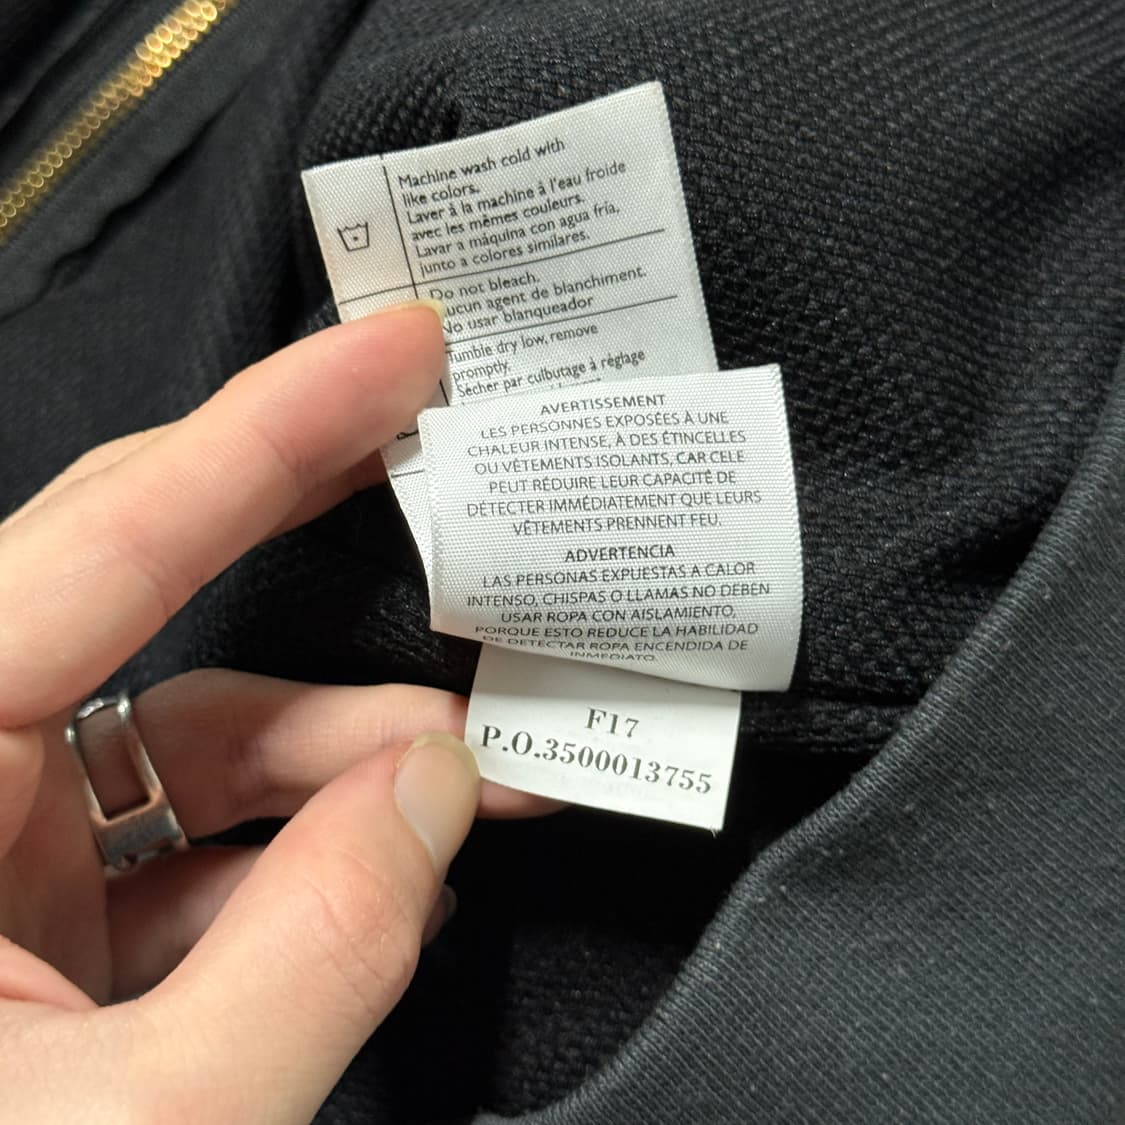 Machine wash cold with
like colors.
Laver à la machine à l'eau froide
avec les mêmes couleurs.
Lavar a máquina con agua fría,
junto a colores similares.
Do not bleach.
ucun agent de blanchiment.
No usar blanqueador
Tumble dry low, remove
promptly.
Sécher par culbutage à réglage
AVERTISSEMENT
LES PERSONNES EXPOSÉES À UNE
CHALEUR INTENSE, À DES ÉTINCELLES
OU VÊTEMENTS ISOLANTS, CAR CELE
PEUT RÉDUIRE LEUR CAPACITÉ DE
DÉTECTER IMMÉDIATEMENT QUE LEURS
VÊTEMENTS PRENNENT FEU.
ADVERTENCIA
LAS PERSONAS EXPUESTAS A CALOR
INTENSO, CHISPAS O LLAMAS NO DEBEN
USAR ROPA CON AISLAMIENTO,
PORQUE ESTO REDUCE LA HABILIDAD
DE DETECTAR ROPA ENCENDIDA DE
INMEDIATO.
F17
P.O.3500013755